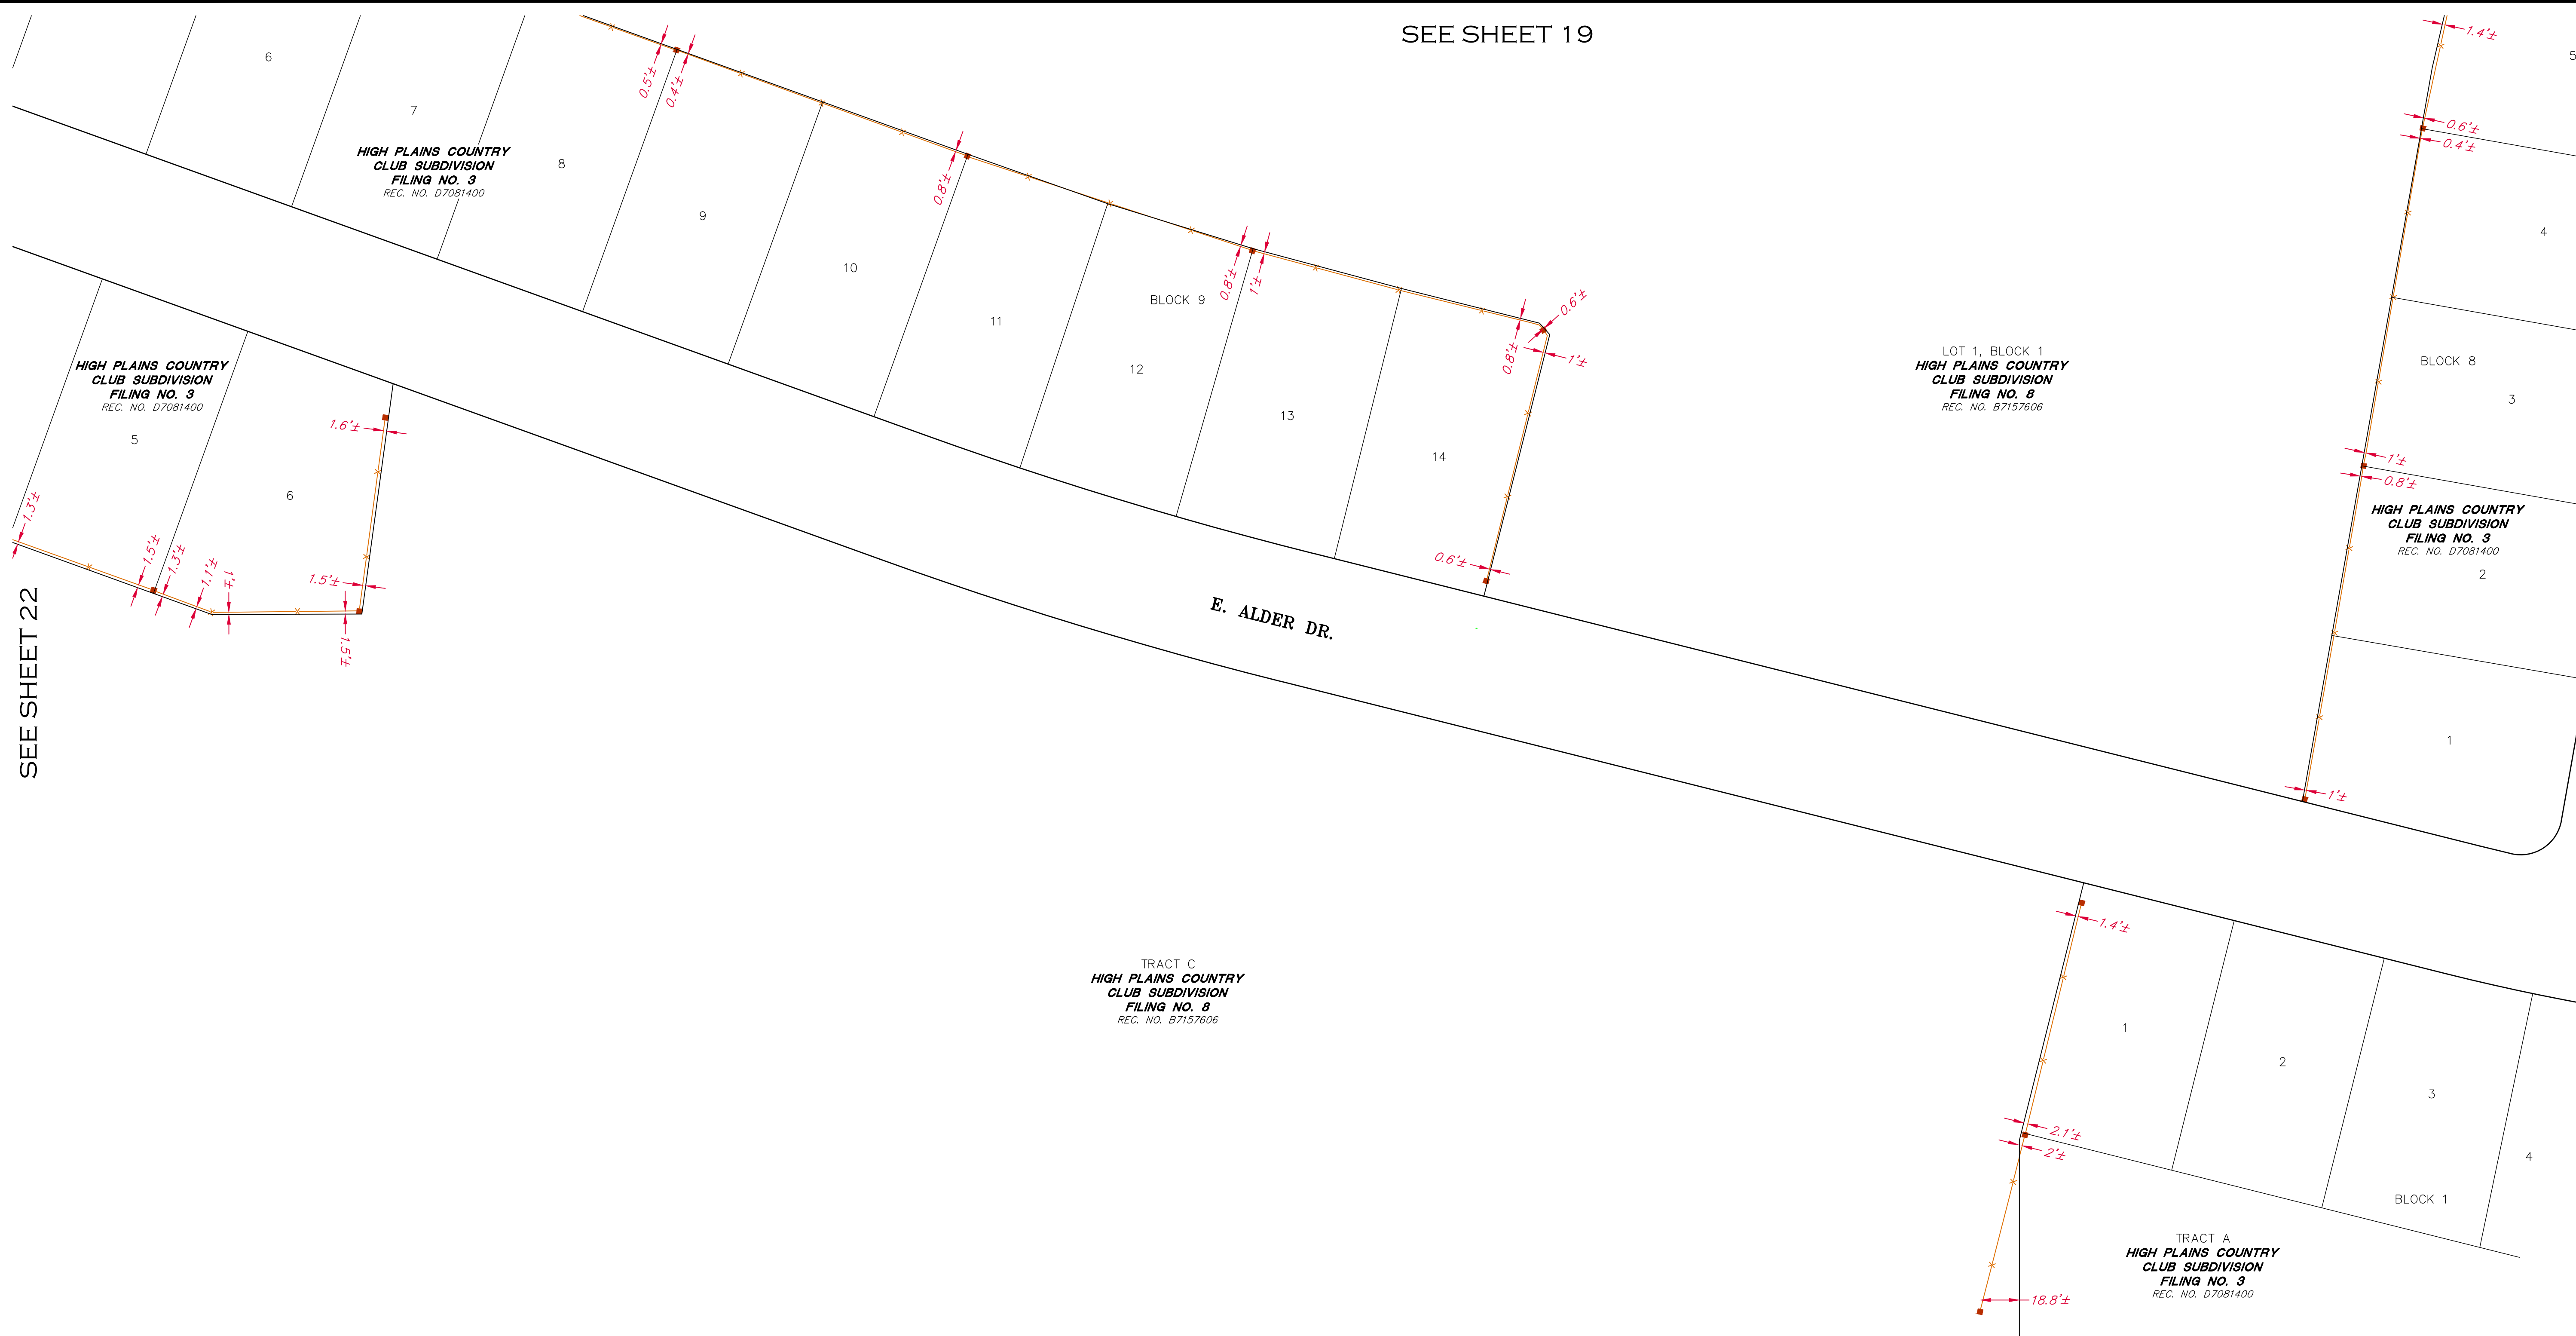 SEE SHEET 19
SEE SHEET 22
6
7
8
9
10
11
12
13
14
BLOCK 9
HIGH PLAINS COUNTRY
CLUB SUBDIVISION
FILING NO. 3
REC. NO. D7081400
0.5'±
0.4'±
0.8'±
0.8'±
1'±
0.8'±
0.6'±
1'±
0.6'±
HIGH PLAINS COUNTRY
CLUB SUBDIVISION
FILING NO. 3
REC. NO. D7081400
5
6
1.6'±
1.3'±
1.5'±
1.3'±
1.1'±
1'±
1.5'±
1.5'±
E. ALDER DR.
LOT 1, BLOCK 1
HIGH PLAINS COUNTRY
CLUB SUBDIVISION
FILING NO. 8
REC. NO. B7157606
1.4'±
5
0.6'±
0.4'±
4
BLOCK 8
3
1'±
0.8'±
HIGH PLAINS COUNTRY
CLUB SUBDIVISION
FILING NO. 3
REC. NO. D7081400
2
1
1'±
TRACT C
HIGH PLAINS COUNTRY
CLUB SUBDIVISION
FILING NO. 8
REC. NO. B7157606
1.4'±
1
2
3
4
2.1'±
2'±
BLOCK 1
TRACT A
HIGH PLAINS COUNTRY
CLUB SUBDIVISION
FILING NO. 3
REC. NO. D7081400
18.8'±